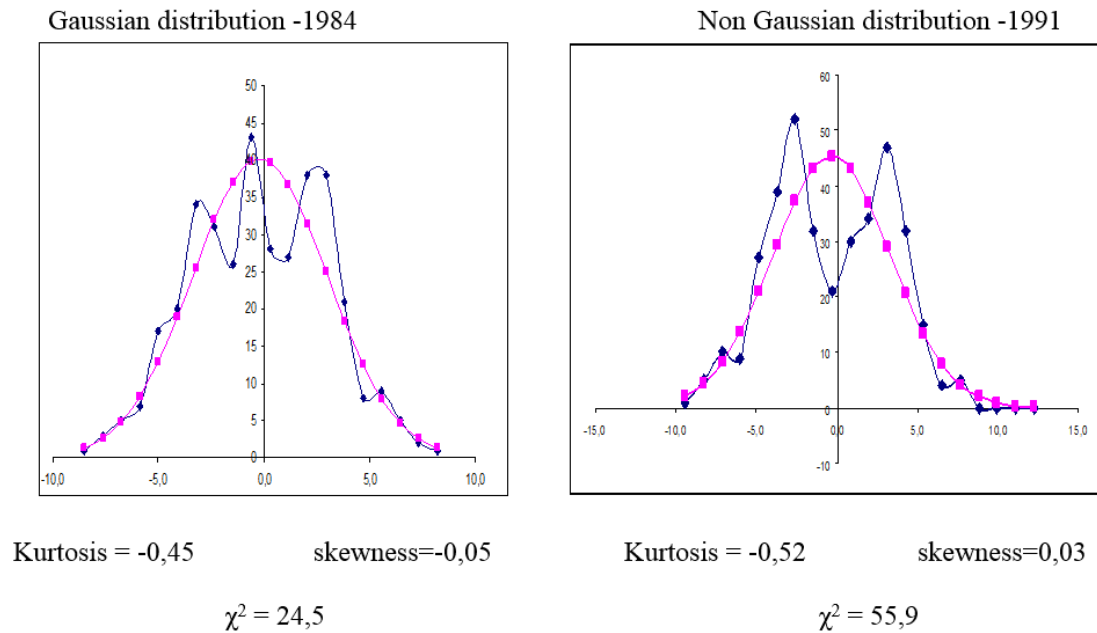 Gaussian distribution -1984
Non Gaussian distribution -1991
50
45
40
35
30
25
20
15
10
5
0
-10,0 -5,0 0,0 5,0 10,0
60
50
40
30
20
10
0
-10
-15,0 -10,0 -5,0 0,0 5,0 10,0 15,0
Kurtosis = -0,45 skewness=-0,05
Kurtosis = -0,52 skewness=0,03
χ² = 24,5
χ² = 55,9